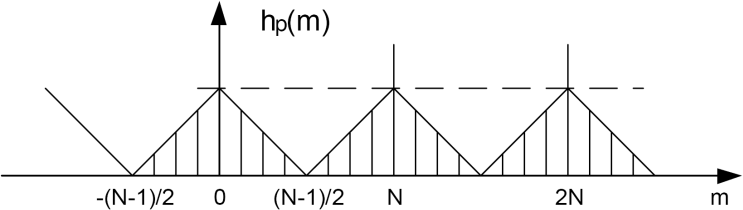 hp(m)
-(N-1)/2 0 (N-1)/2 N 2N m